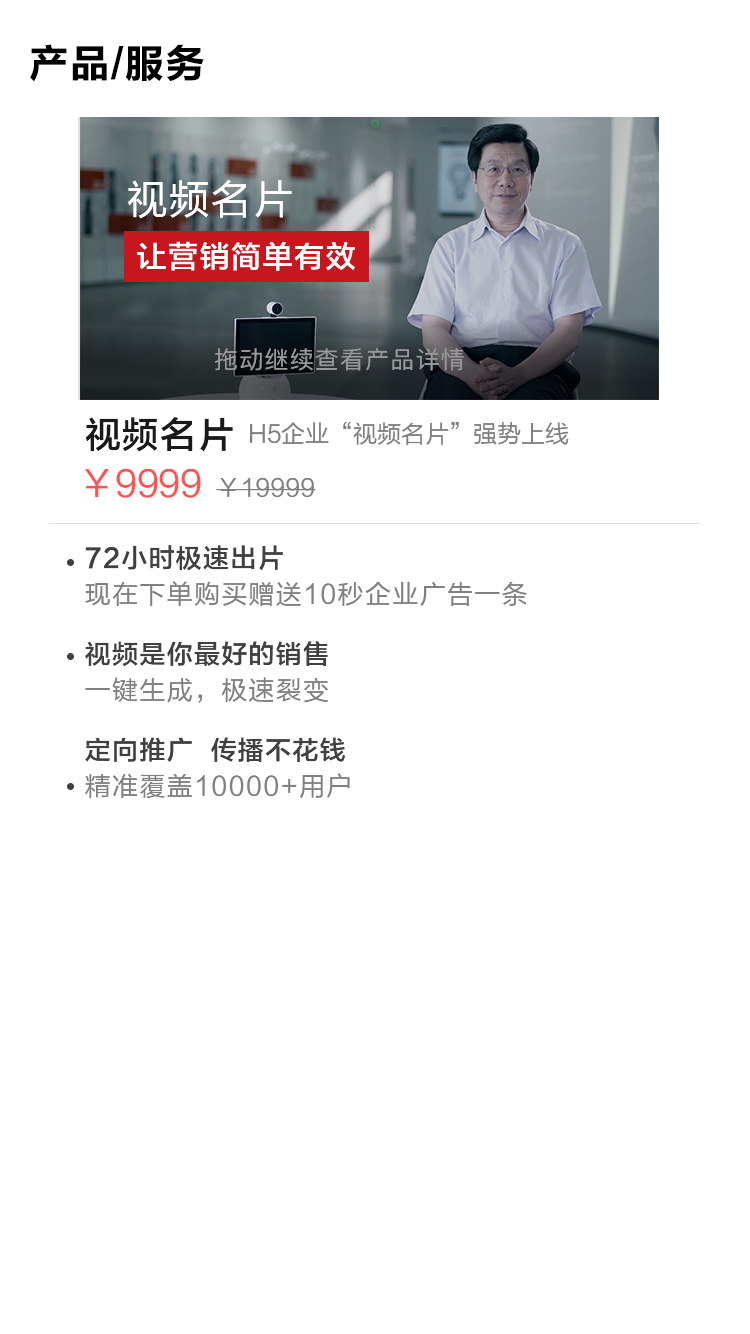 产品/服务
视频名片
让营销简单有效
拖动继续查看产品详情
视频名片 H5企业“视频名片”强势上线
￥9999 ￥19999
• 72小时极速出片
现在下单购买赠送10秒企业广告一条
• 视频是你最好的销售
一键生成，极速裂变
定向推广 传播不花钱
• 精准覆盖10000+用户